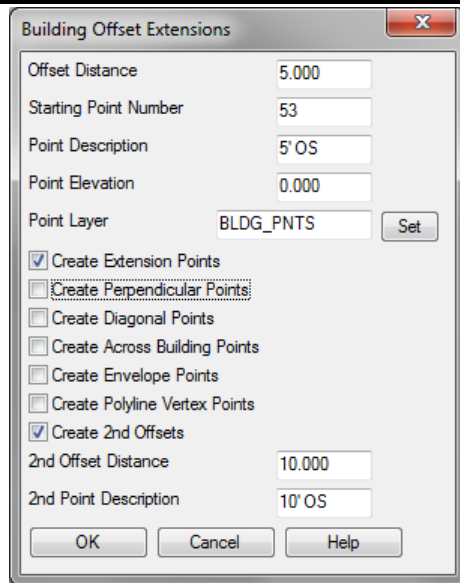 Building Offset Extensions
Offset Distance 5.000
Starting Point Number 53
Point Description 5' OS
Point Elevation 0.000
Point Layer BLDG_PNTS Set
Create Extension Points
Create Perpendicular Points
Create Diagonal Points
Create Across Building Points
Create Envelope Points
Create Polyline Vertex Points
Create 2nd Offsets
2nd Offset Distance 10.000
2nd Point Description 10' OS
OK Cancel Help